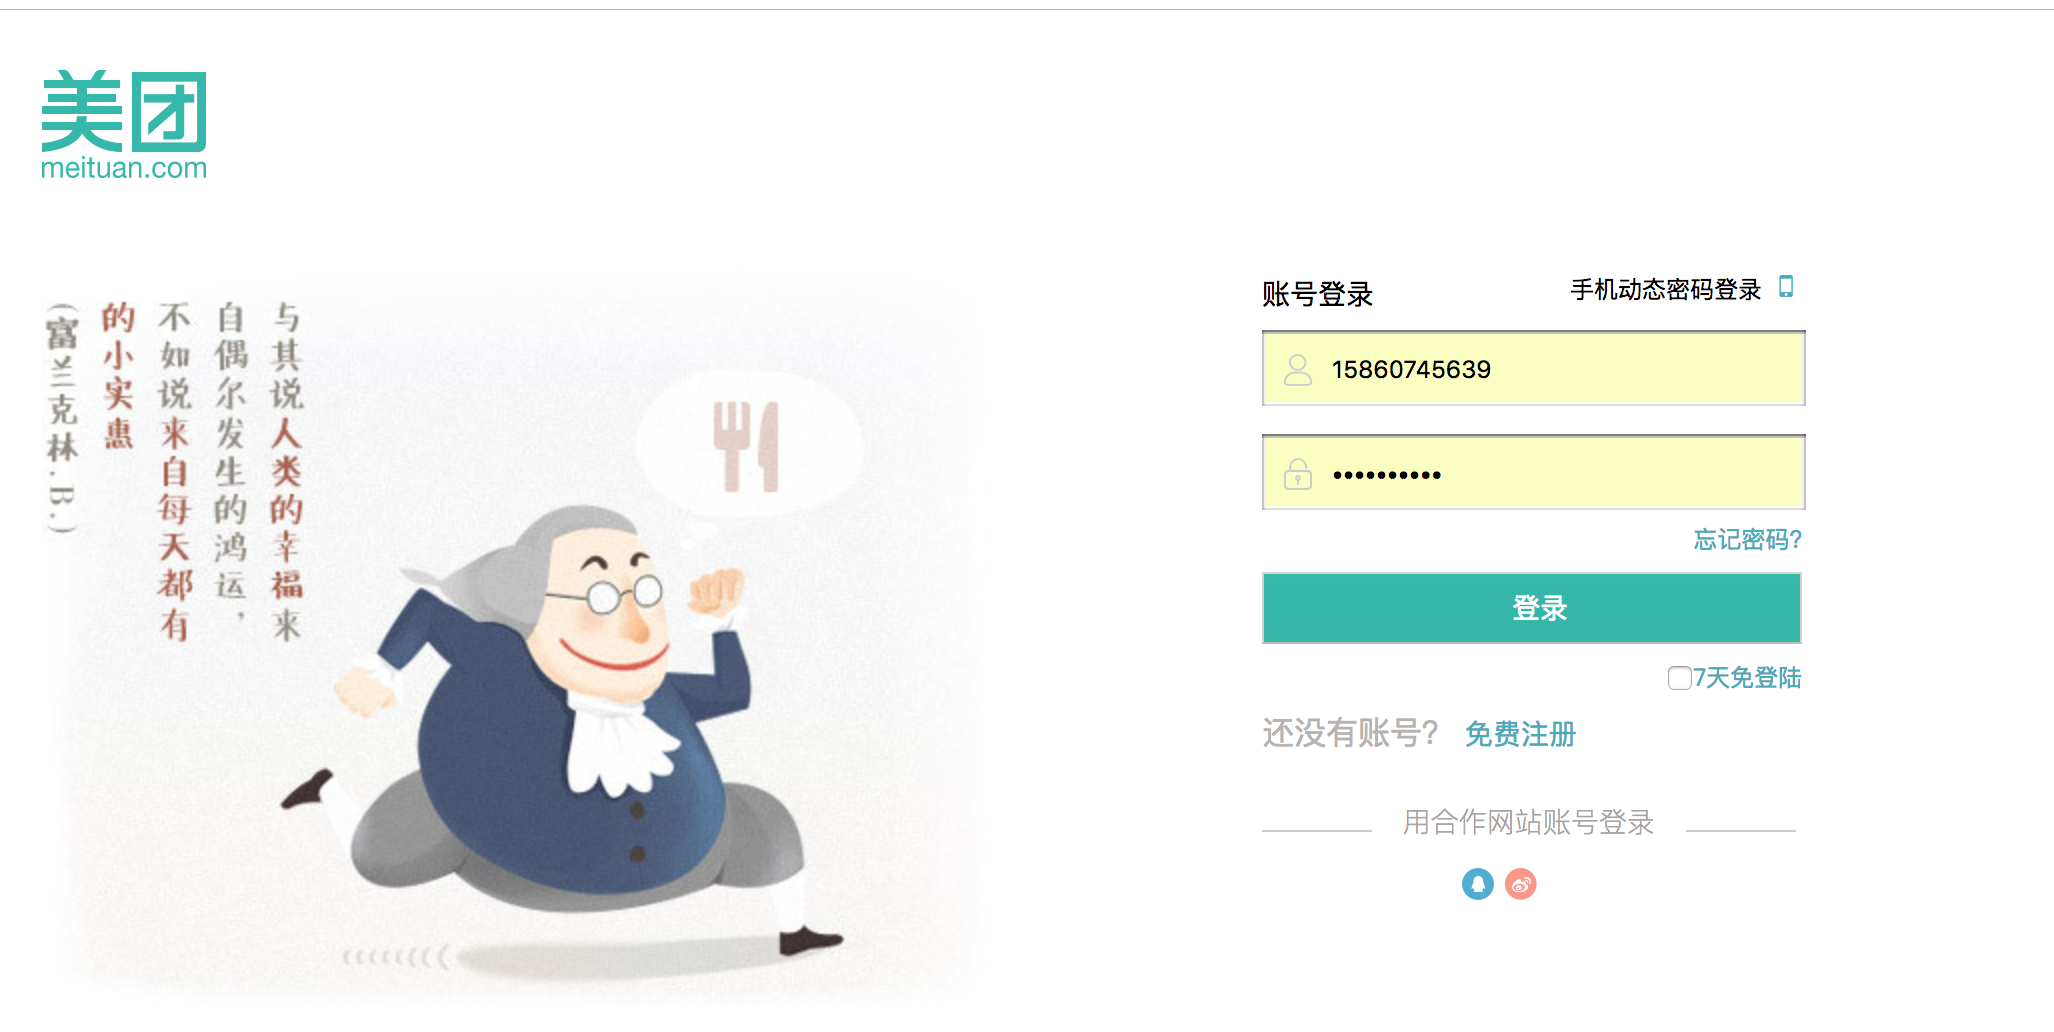 美团
meituan.com
与其说人类的幸福来
自偶尔发生的鸿运，
不如说来自每天都有
的小实惠
(富兰克林.B.)
账号登录
手机动态密码登录
15860745639
••••••••••
忘记密码?
登录
7天免登陆
还没有账号? 免费注册
用合作网站账号登录